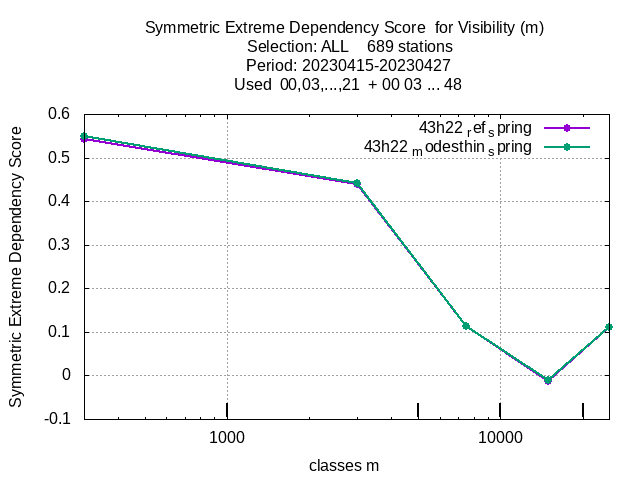 Symmetric Extreme Dependency Score  for Visibility (m)
Selection: ALL    689 stations
Period: 20230415-20230427
Used  00,03,...,21  + 00 03 ... 48
43h22 ref spring
43h22 modesthin spring
Symmetric Extreme Dependency Score
0.6
0.5
0.4
0.3
0.2
0.1
0
-0.1
1000
10000
classes m